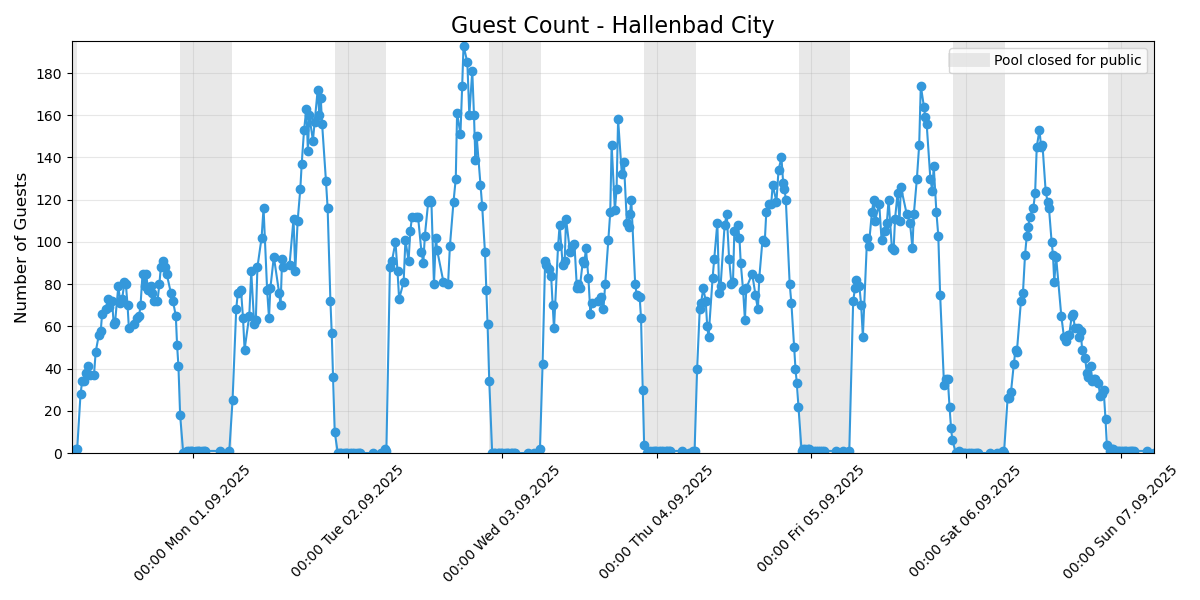 Guest Count - Hallenbad City
Pool closed for public
Number of Guests
180
160
140
120
100
80
60
40
20
0
00:00 Mon 01.09.2025
00:00 Tue 02.09.2025
00:00 Wed 03.09.2025
00:00 Thu 04.09.2025
00:00 Fri 05.09.2025
00:00 Sat 06.09.2025
00:00 Sun 07.09.2025